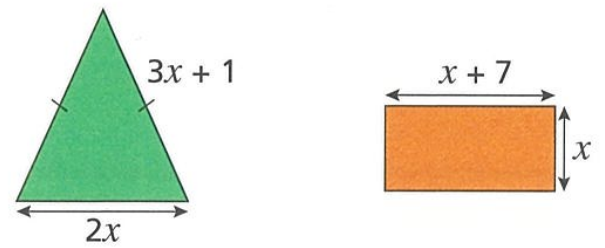 3x + 1
2x
x + 7
x